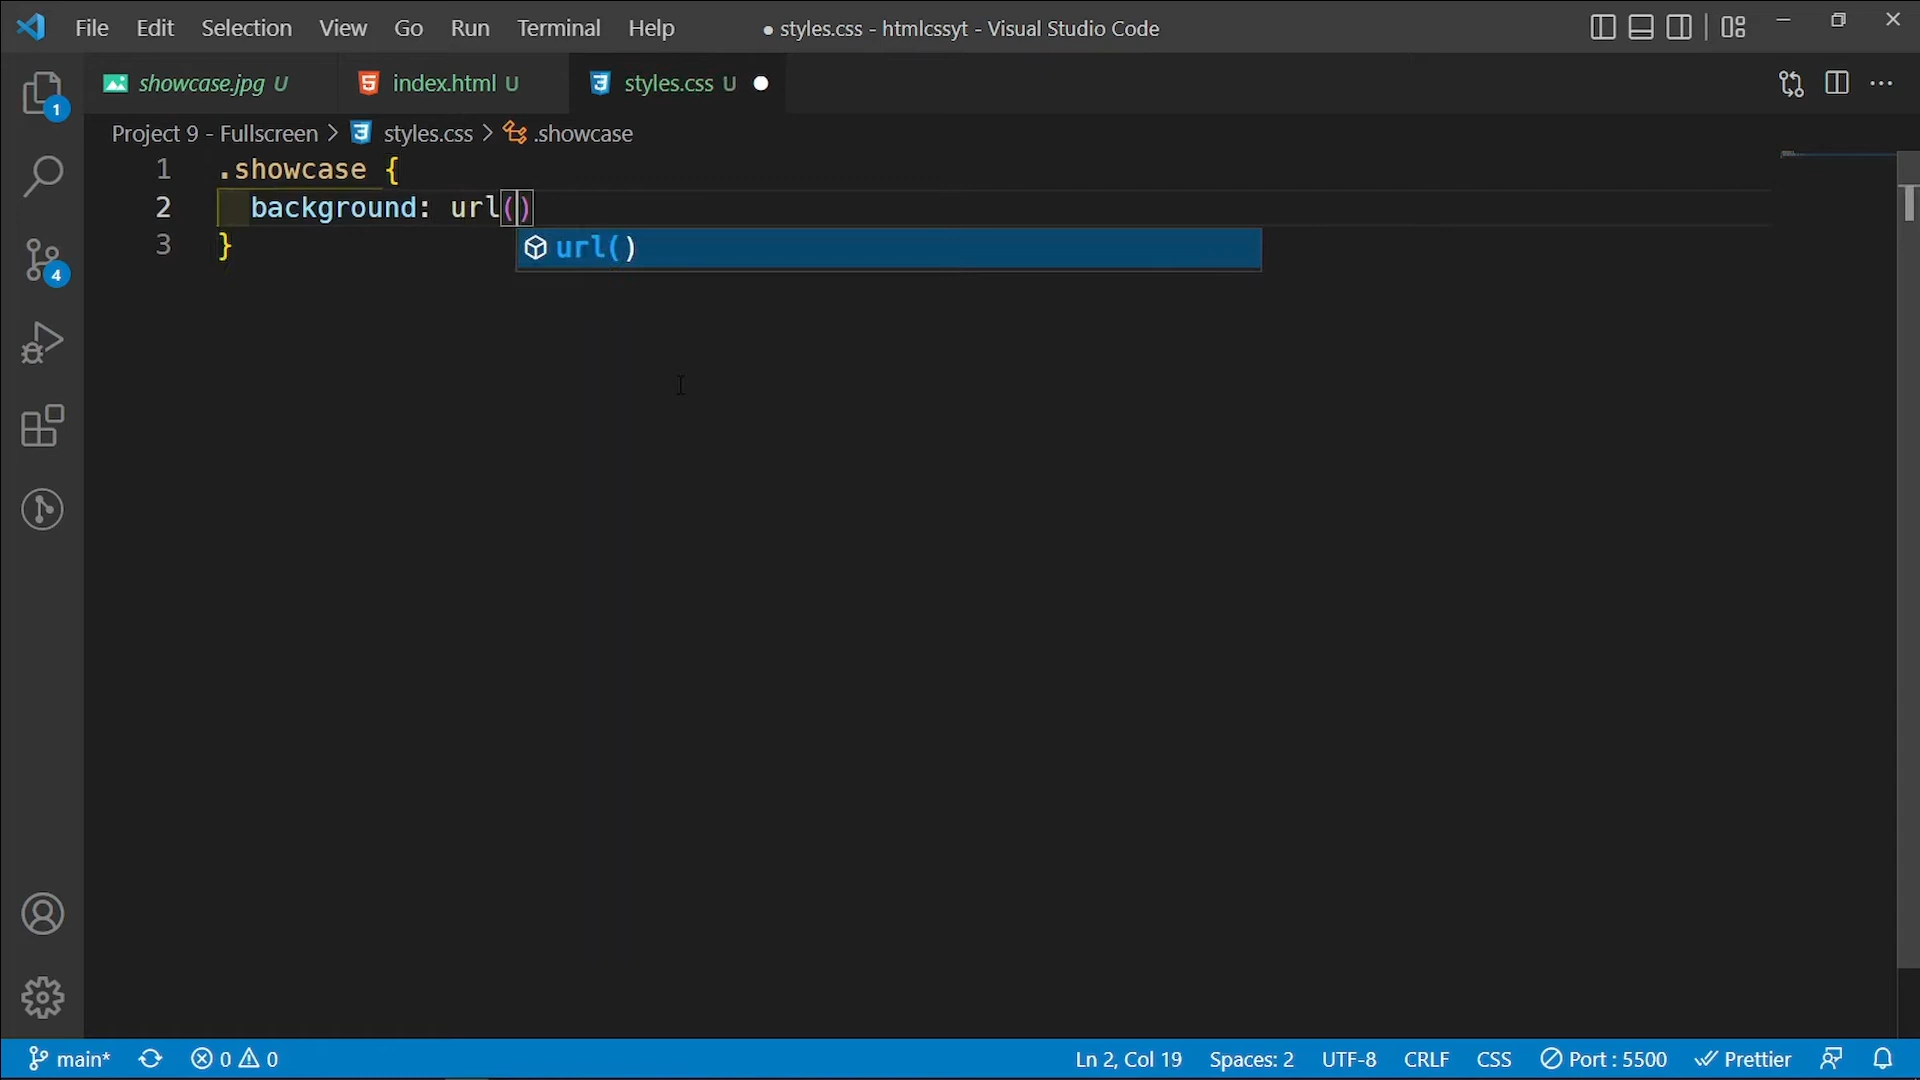 File Edit Selection View Go Run Terminal Help ● styles.css - htmlcssyt - Visual Studio Code
showcase.jpg U index.html U styles.css U
1
Project 9 - Fullscreen > styles.css > .showcase
1 .showcase {
2 background: url()
3 }
url()
4
main* 0 0 Ln 2, Col 19 Spaces: 2 UTF-8 CRLF CSS Port : 5500 Prettier